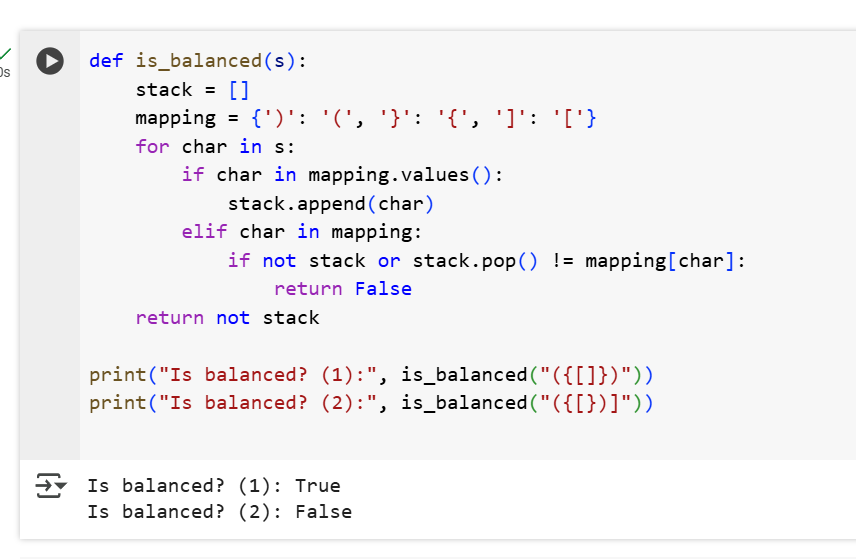 def is_balanced(s):
    stack = []
    mapping = {')': '(', '}': '{', ']': '['}
    for char in s:
        if char in mapping.values():
            stack.append(char)
        elif char in mapping:
            if not stack or stack.pop() != mapping[char]:
                return False
    return not stack

print("Is balanced? (1):", is_balanced("({[]})"))
print("Is balanced? (2):", is_balanced("({[})]"))
0s
Is balanced? (1): True
Is balanced? (2): False